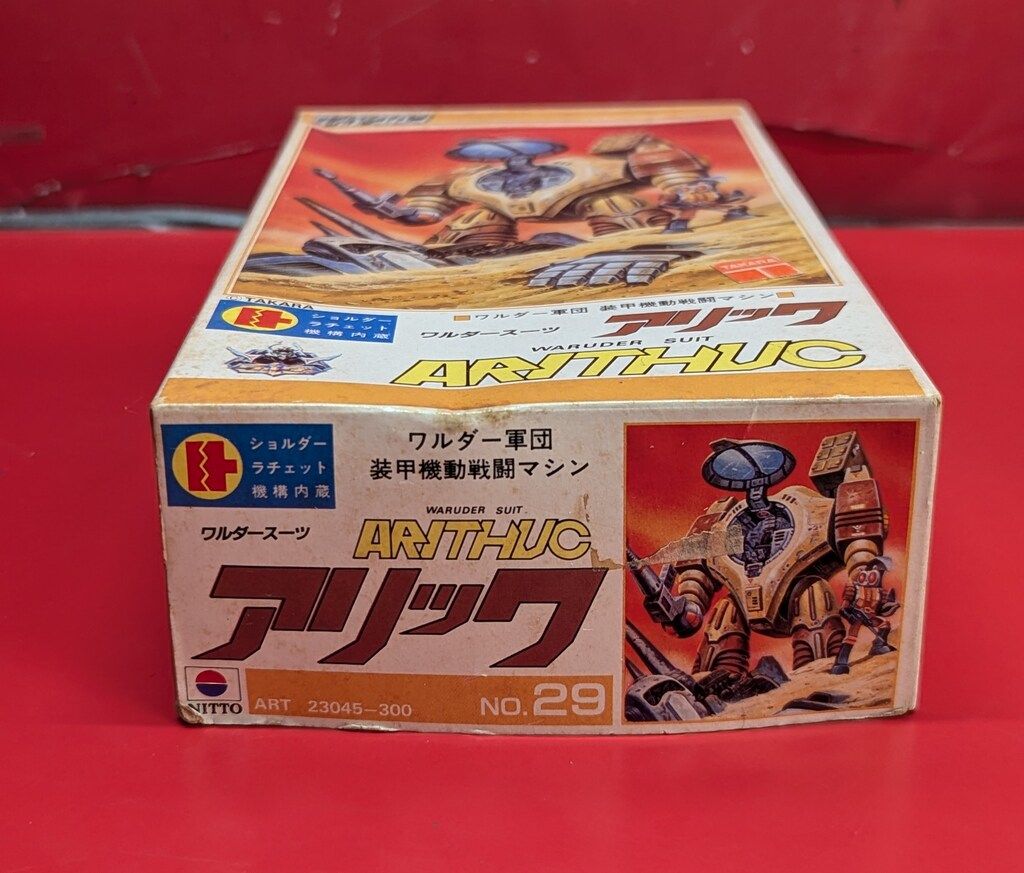 TAKARA
©TAKARA
ショルダー
ラチェット
機構内蔵
ワルダー軍団 装甲機動戦闘マシン
ワルダースーツ アリック
WARUDER SUIT
ARITHUC
ショルダー
ラチェット
機構内蔵
ワルダー軍団
装甲機動戦闘マシン
WARUDER SUIT
ワルダースーツ
ARITHUC
アリック
NITTO
ART 23045-300
NO.29